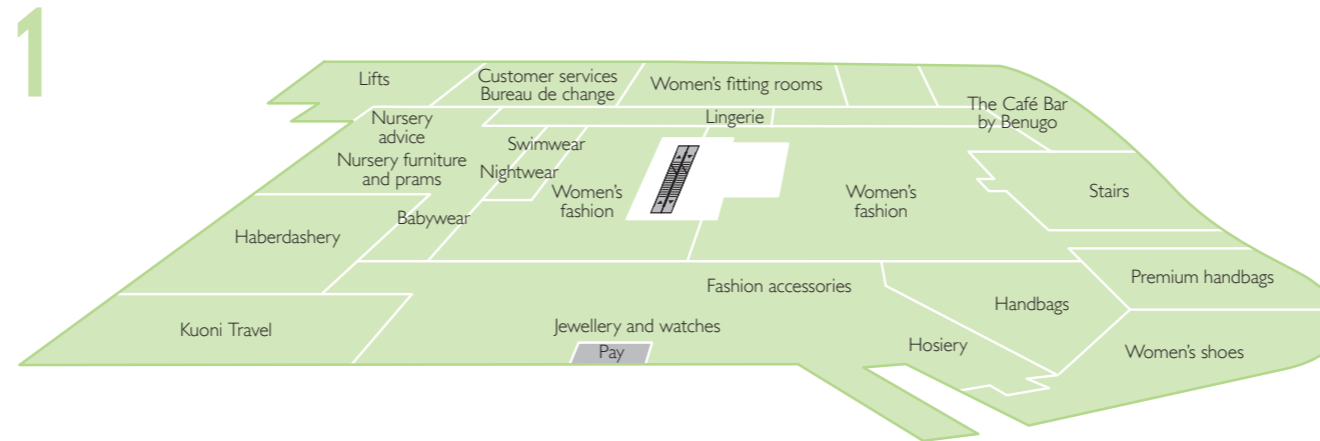 1
Lifts
Customer services
Bureau de change
Women's fitting rooms
The Café Bar
by Benugo
Nursery
advice
Lingerie
Swimwear
Nursery furniture
and prams
Nightwear
Women's
fashion
Women's
fashion
Stairs
Babywear
Haberdashery
Premium handbags
Fashion accessories
Handbags
Kuoni Travel
Jewellery and watches
Pay
Hosiery
Women's shoes